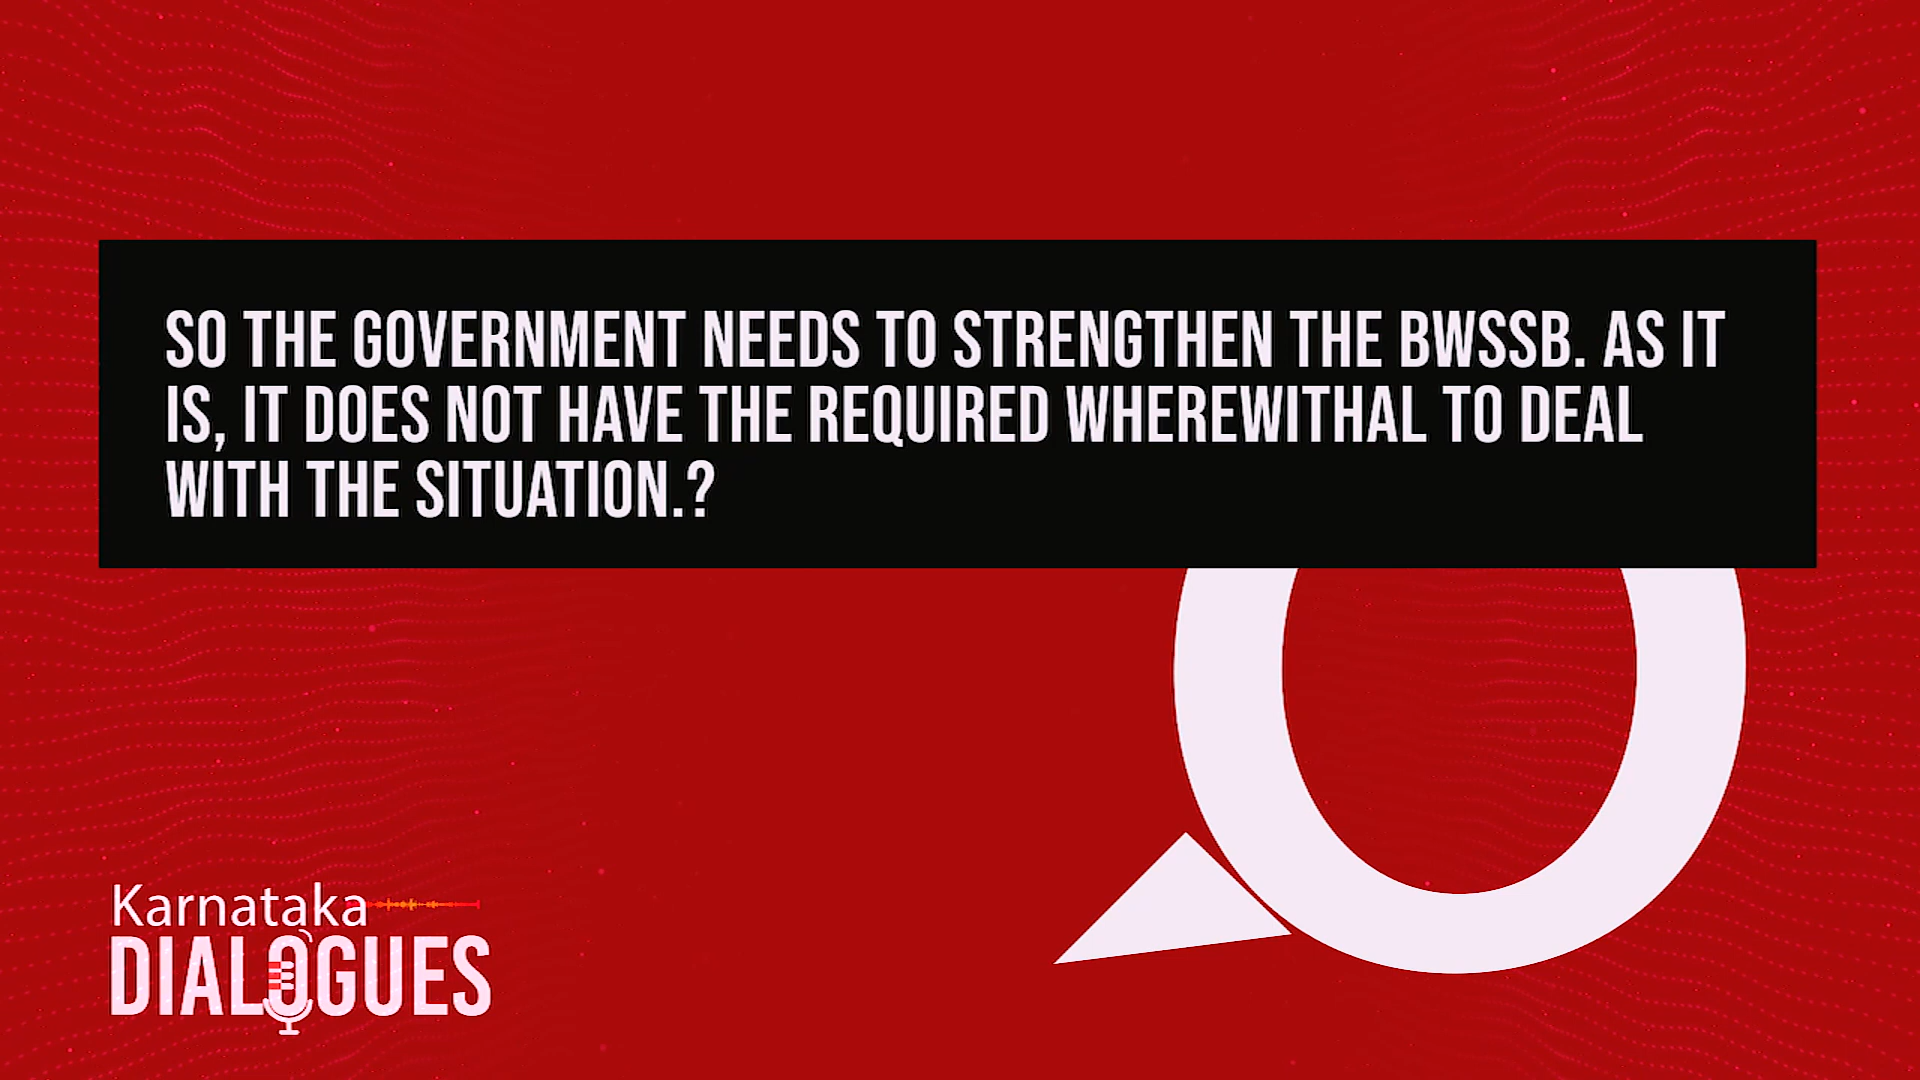 SO THE GOVERNMENT NEEDS TO STRENGTHEN THE BWSSB. AS IT
IS, IT DOES NOT HAVE THE REQUIRED WHEREWITHAL TO DEAL
WITH THE SITUATION.?
Karnataka
DIALOGUES